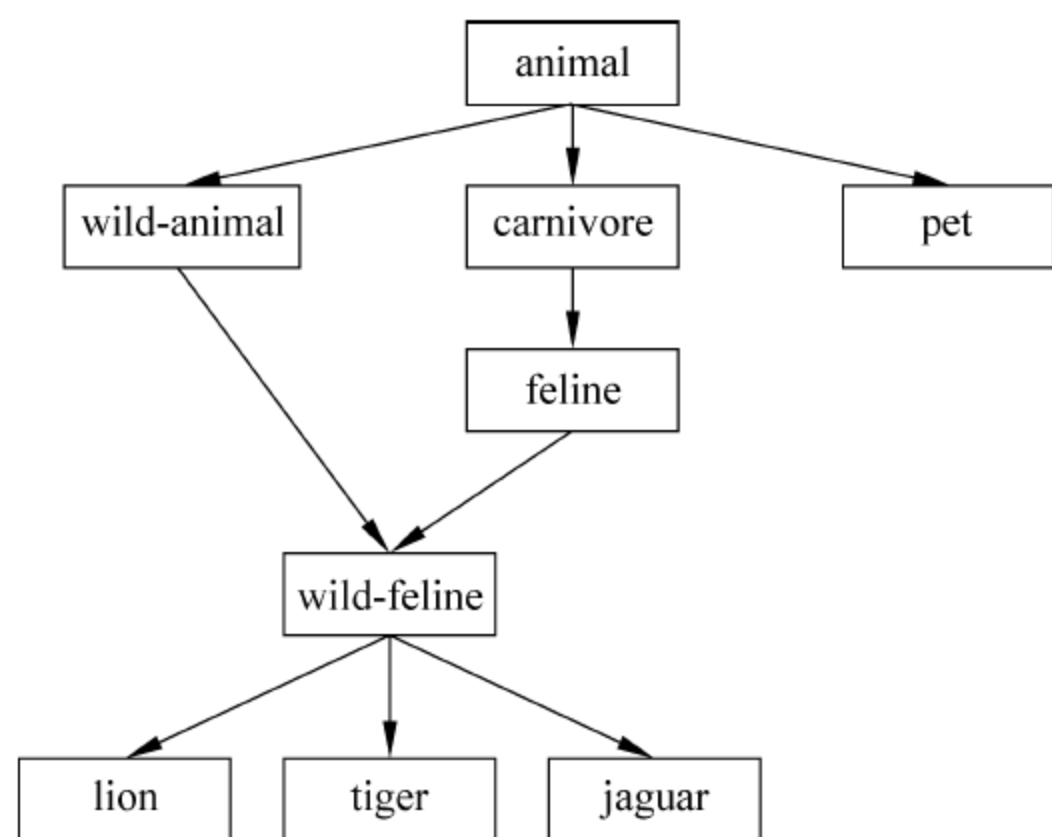 animal
wild-animal
carnivore
pet
feline
wild-feline
lion
tiger
jaguar